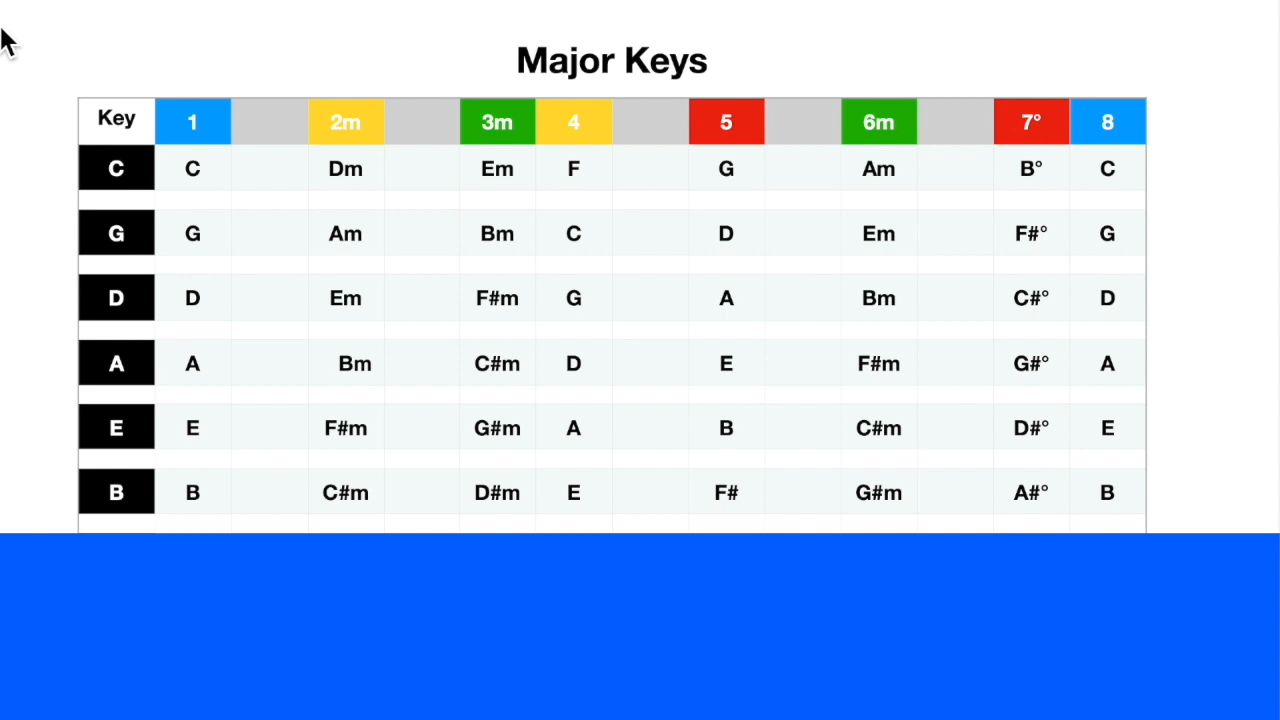 Major Keys
Key 1 2m 3m 4 5 6m 7° 8
C C Dm Em F G Am B° C
G G Am Bm C D Em F#° G
D D Em F#m G A Bm C#° D
A A Bm C#m D E F#m G#° A
E E F#m G#m A B C#m D#° E
B B C#m D#m E F# G#m A#° B